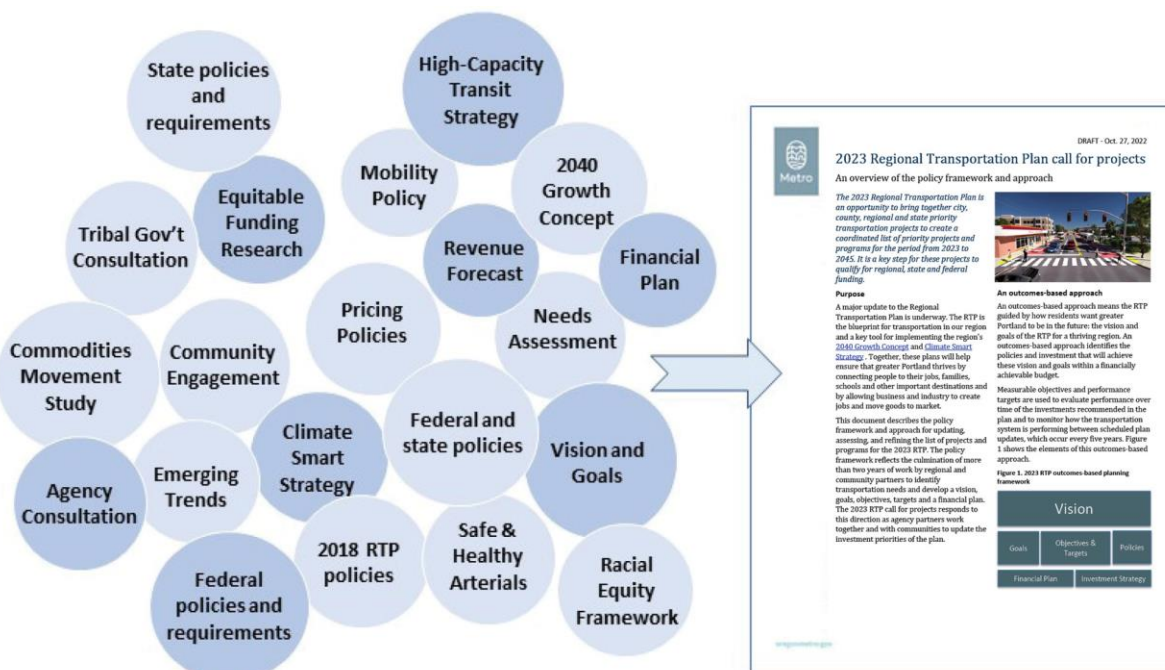 State policies
and
requirements
High-Capacity
Transit
Strategy
Mobility
Policy
2040
Growth
Concept
Equitable
Funding
Research
Tribal Gov't
Consultation
Revenue
Forecast
Financial
Plan
Pricing
Policies
Needs
Assessment
Commodities
Movement
Study
Community
Engagement
Federal and
state policies
Climate
Smart
Strategy
Vision and
Goals
Emerging
Trends
Agency
Consultation
2018 RTP
policies
Safe &
Healthy
Arterials
Racial
Equity
Framework
Federal
policies and
requirements
Metro
DRAFT - Oct. 27, 2022
2023 Regional Transportation Plan call for projects
An overview of the policy framework and approach
The 2023 Regional Transportation Plan is
an opportunity to bring together city,
county, regional and state priority
transportation projects to create a
coordinated list of priority projects and
programs for the period from 2023 to
2045. It is a key step for these projects to
qualify for regional, state and federal
funding.
Purpose
A major update to the Regional
Transportation Plan is underway. The RTP is
the blueprint for transportation in our region
and a key tool for implementing the region's
2040 Growth Concept and Climate Smart
Strategy . Together, these plans will help
ensure that greater Portland thrives by
connecting people to their jobs, families,
schools and other important destinations and
by allowing business and industry to create
jobs and move goods to market.
This document describes the policy
framework and approach for updating,
assessing, and refining the list of projects and
programs for the 2023 RTP. The policy
framework reflects the culmination of more
than two years of work by regional and
community partners to identify
transportation needs and develop a vision,
goals, objectives, targets and a financial plan.
The 2023 RTP call for projects responds to
this direction as agency partners work
together and with communities to update the
investment priorities of the plan.
An outcomes-based approach
An outcomes-based approach means the RTP
guided by how residents want greater
Portland to be in the future: the vision and
goals of the RTP for a thriving region. An
outcomes-based approach identifies the
policies and investment that will achieve
these vision and goals within a financially
achievable budget.
Measurable objectives and performance
targets are used to evaluate performance over
time of the investments recommended in the
plan and to monitor how the transportation
system is performing between scheduled plan
updates, which occur every five years. Figure
1 shows the elements of this outcomes-based
approach.
Figure 1. 2023 RTP outcomes-based planning
framework
Vision
Goals
Objectives &
Targets
Policies
Financial Plan
Investment Strategy
oregonmetro.gov